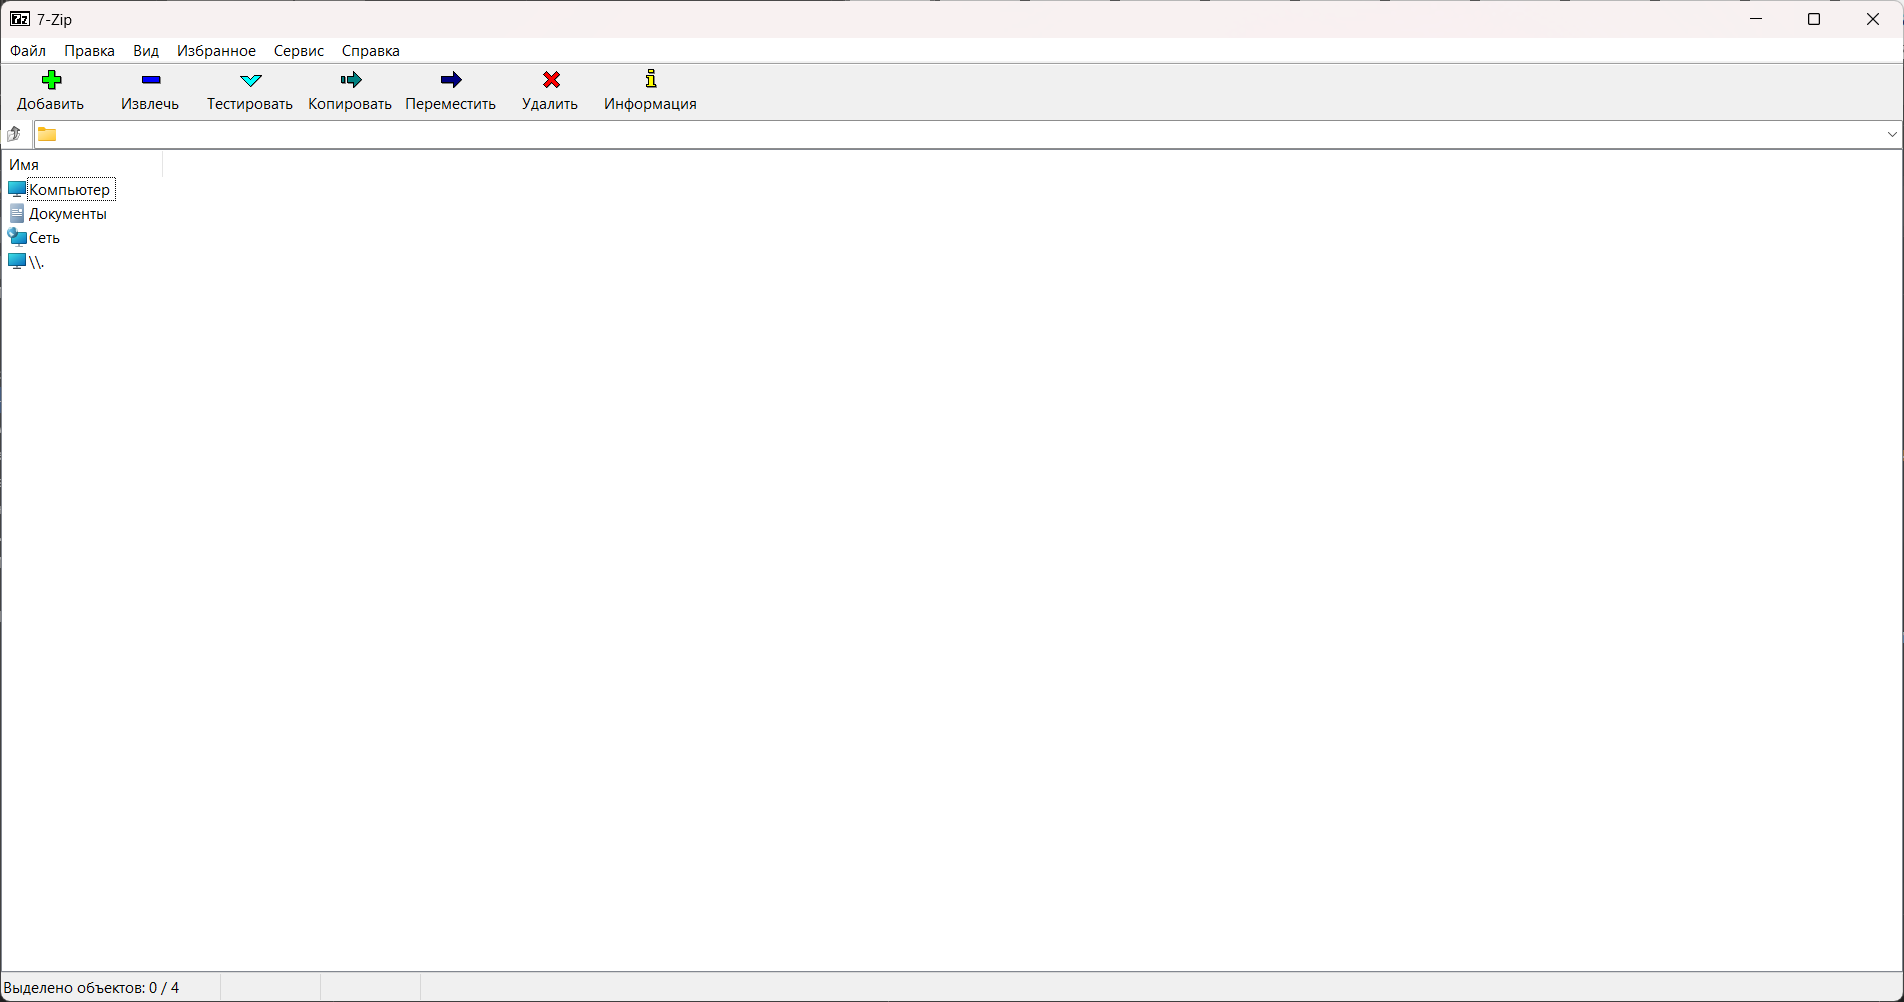 7-Zip
Файл Правка Вид Избранное Сервис Справка
Добавить Извлечь Тестировать Копировать Переместить Удалить Информация
Имя
Компьютер
Документы
Сеть
\\.
Выделено объектов: 0 / 4